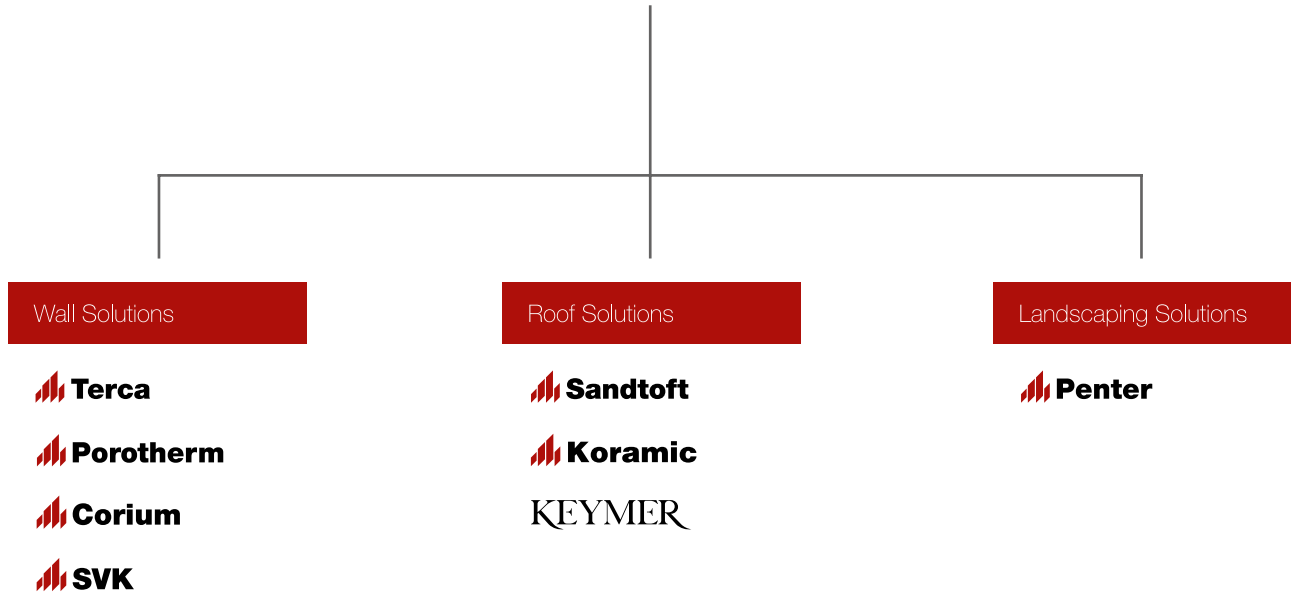 Wall Solutions
Terca
Porotherm
Corium
SVK
Roof Solutions
Sandtoft
Koramic
KEYMER
Landscaping Solutions
Penter